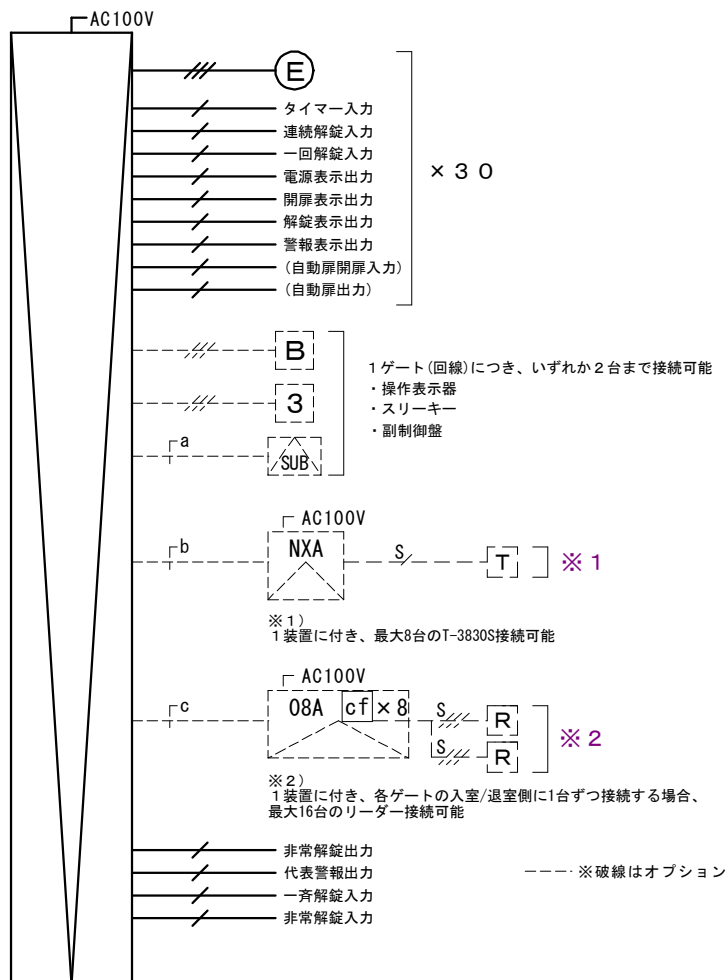 AC100V
E
タイマー入力
連続解錠入力
一回解錠入力
電源表示出力
開扉表示出力
解錠表示出力
警報表示出力
(自動扉開扉入力)
(自動扉出力)
×３０
B
3
a
SUB
1ゲート(回線)につき、いずれか２台まで接続可能
・操作表示器
・スリーキー
・副制御盤
AC100V
b
NXA
S
T
※１
※１)
１装置に付き、最大8台のT-3830S接続可能
AC100V
c
08A
cf
×８
S
R
S
R
※２
※２)
１装置に付き、各ゲートの入室/退室側に1台ずつ接続する場合、
最大16台のリーダー接続可能
非常解錠出力
代表警報出力
一斉解錠入力
非常解錠入力
※破線はオプション